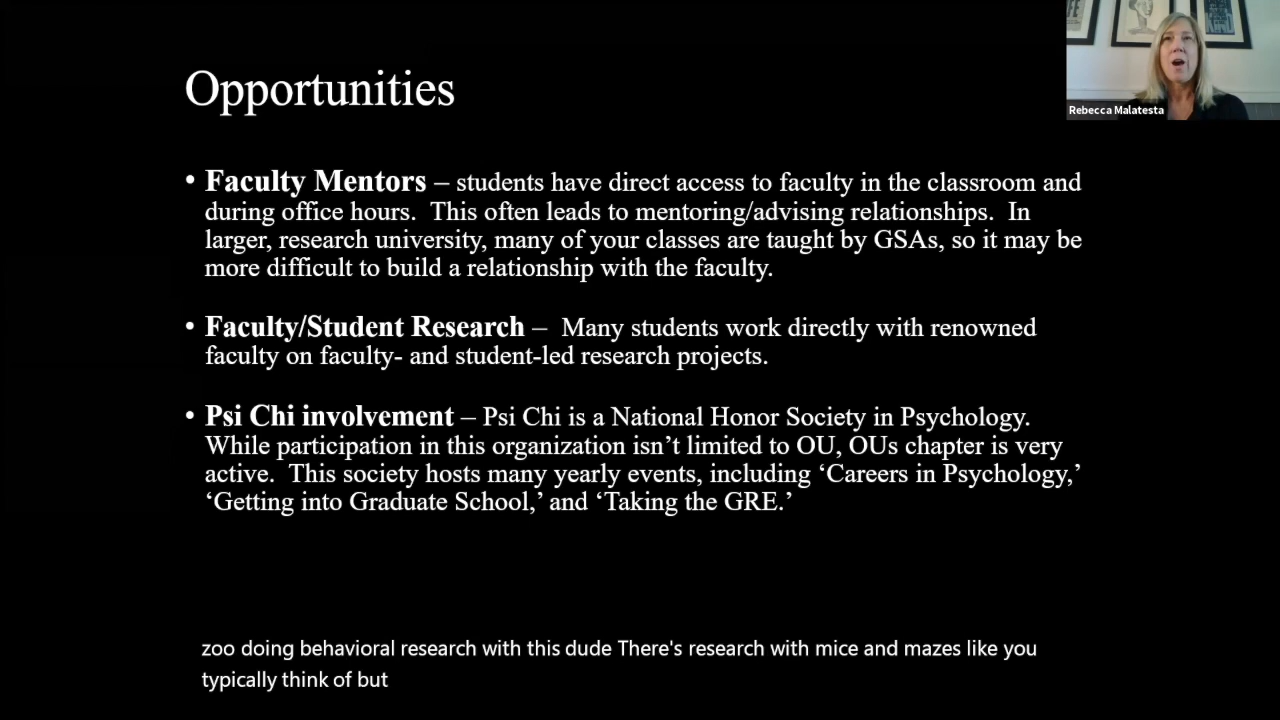 Rebecca Malatesta
Opportunities
• Faculty Mentors – students have direct access to faculty in the classroom and
during office hours.  This often leads to mentoring/advising relationships.  In
larger, research university, many of your classes are taught by GSAs, so it may be
more difficult to build a relationship with the faculty.
• Faculty/Student Research –  Many students work directly with renowned
faculty on faculty- and student-led research projects.
• Psi Chi involvement – Psi Chi is a National Honor Society in Psychology.
While participation in this organization isn’t limited to OU, OUs chapter is very
active.  This society hosts many yearly events, including ‘Careers in Psychology,’
‘Getting into Graduate School,’ and ‘Taking the GRE.’
zoo doing behavioral research with this dude There's research with mice and mazes like you
typically think of but